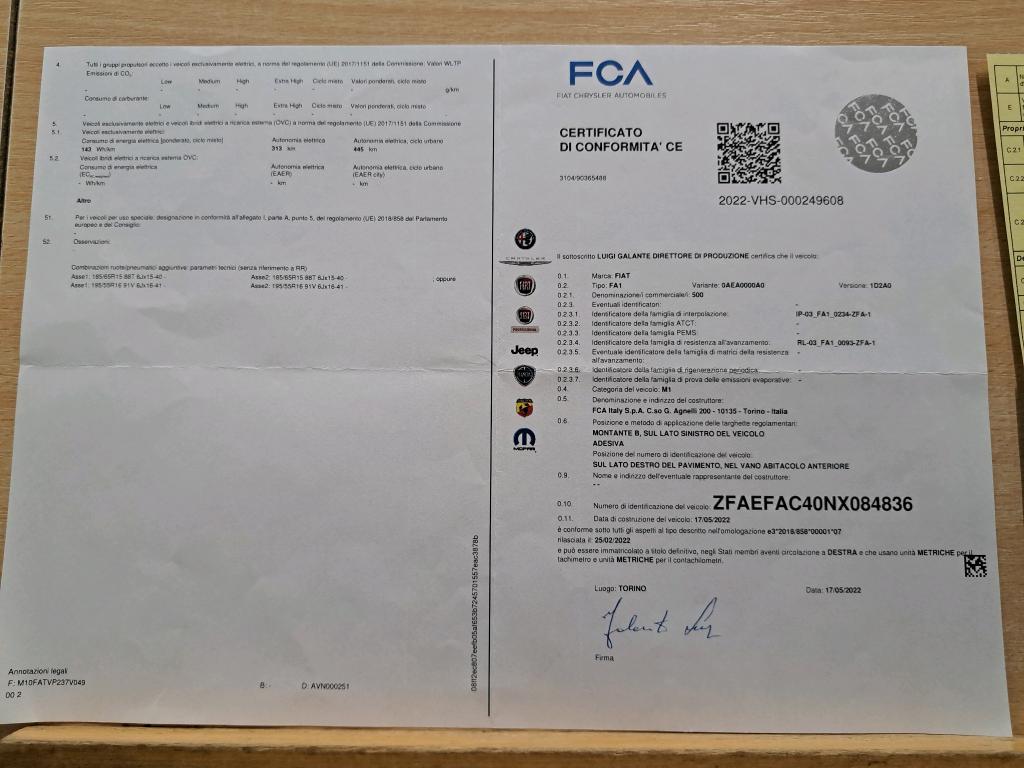 4. Tutti i gruppi propulsori eccetto i veicoli esclusivamente elettrici, a norma del regolamento (UE) 2017/1151 della Commissione: Valori WLTP
Emissioni di CO₂:
Low Medium High Extra High Ciclo misto Valori ponderati, ciclo misto
- - - - - - g/km
Consumo di carburante:
Low Medium High Extra High Ciclo misto Valori ponderati, ciclo misto
- - - - - -
5. Veicoli esclusivamente elettrici e veicoli ibridi elettrici a ricarica esterna (OVC) a norma del regolamento (UE) 2017/1151 della Commissione
5.1. Veicoli esclusivamente elettrici:
Consumo di energia elettrica [ponderato, ciclo misto] Autonomia elettrica Autonomia elettrica, ciclo urbano
143 Wh/km 313 km 445 km
5.2. Veicoli ibridi elettrici a ricarica esterna OVC:
Consumo di energia elettrica Autonomia elettrica Autonomia elettrica, ciclo urbano
(EAER) (EAER city)
- Wh/km - km - km
Altro
51. Per i veicoli per uso speciale: designazione in conformità all'allegato I, parte A, punto 5, del regolamento (UE) 2018/858 del Parlamento
europeo e del Consiglio:
-
52. Osservazioni:
Combinazioni ruote/pneumatici aggiuntive: parametri tecnici (senza riferimento a RR)
Asse1: 185/65R15 88T 6Jx15-40 - Asse2: 185/65R15 88T 6Jx15-40 - ; oppure
Asse1: 195/55R16 91V 6Jx16-41 - Asse2: 195/55R16 91V 6Jx16-41 -
Annotazioni legali
F.: M10FATVP237V049
00 2
B:- D: AVN000251
FCA
FIAT CHRYSLER AUTOMOBILES
CERTIFICATO
DI CONFORMITA' CE
3104/90365488
2022-VHS-000249608
FCA
CHRYSLER
FIAT
FIAT
PROFESSIONAL
Jeep
MOPAR
Il sottoscritto LUIGI GALANTE DIRETTORE DI PRODUZIONE certifica che il veicolo:
0.1. Marca: FIAT
0.2. Tipo: FA1 Variante: 0AEA0000A0 Versione: 1D2A0
0.2.1. Denominazione/i commerciale/i: 500
0.2.3. Eventuali identificatori: -
0.2.3.1. Identificatore della famiglia di interpolazione: IP-03_FA1_0234-ZFA-1
0.2.3.2. Identificatore della famiglia ATCT: -
0.2.3.3. Identificatore della famiglia PEMS: -
0.2.3.4. Identificatore della famiglia di resistenza all'avanzamento: RL-03_FA1_0093-ZFA-1
0.2.3.5. Eventuale identificatore della famiglia di matrici della resistenza -
all'avanzamento:
0.2.3.6. Identificatore della famiglia di rigenerazione periodica: -
0.2.3.7. Identificatore della famiglia di prova delle emissioni evaporative: -
0.4. Categoria del veicolo: M1
0.5. Denominazione e indirizzo del costruttore:
FCA Italy S.p.A. C.so G. Agnelli 200 - 10135 - Torino - Italia
0.6. Posizione e metodo di applicazione delle targhette regolamentari:
MONTANTE B, SUL LATO SINISTRO DEL VEICOLO
ADESIVA
Posizione del numero di identificazione del veicolo:
SUL LATO DESTRO DEL PAVIMENTO, NEL VANO ABITACOLO ANTERIORE
0.9. Nome e indirizzo dell'eventuale rappresentante del costruttore:
- -
0.10. Numero di identificazione del veicolo: ZFAEFAC40NX084836
0.11. Data di costruzione del veicolo: 17/05/2022
è conforme sotto tutti gli aspetti al tipo descritto nell'omologazione e3*2018/858*00001*07
rilasciata il: 25/02/2022
e può essere immatricolato a titolo definitivo, negli Stati membri aventi circolazione a DESTRA e che usano unità METRICHE per il
tachimetro e unità METRICHE per il contachilometri.
Luogo: TORINO Data: 17/05/2022
Firma
A
E
Propri
C.2.1
C.2.2